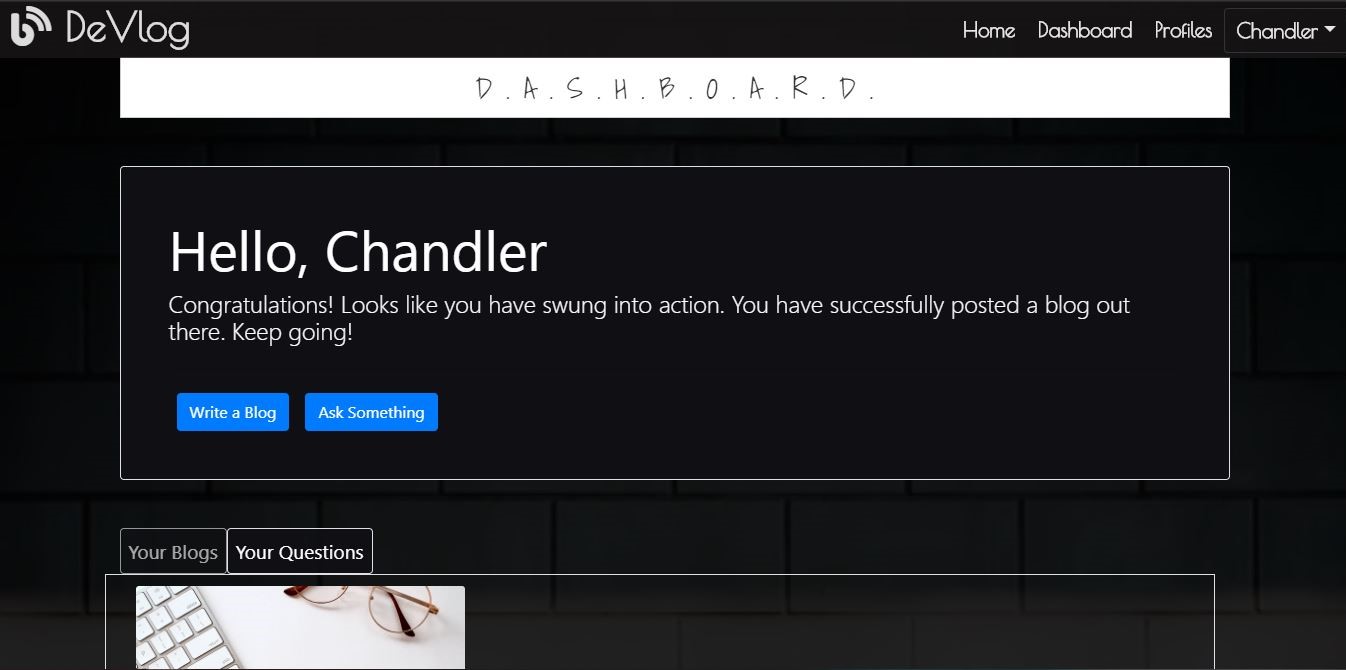 DeVlog
Home Dashboard Profiles Chandler
D.A.S.H.B.O.A.R.D.
Hello, Chandler
Congratulations! Looks like you have swung into action. You have successfully posted a blog out
there. Keep going!
Write a Blog Ask Something
Your Blogs Your Questions